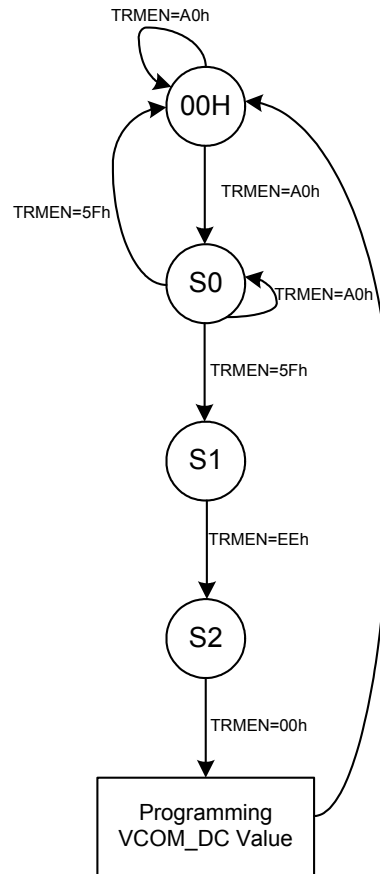 TRMEN=A0h
00H
TRMEN=A0h
TRMEN=5Fh
S0
TRMEN=A0h
TRMEN=5Fh
S1
TRMEN=EEh
S2
TRMEN=00h
Programming
VCOM_DC Value